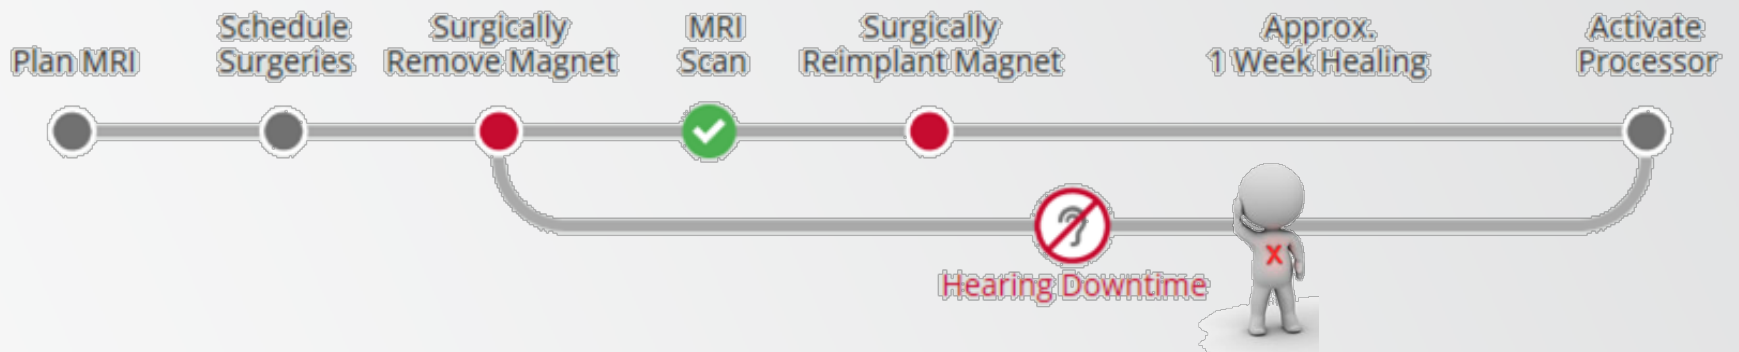 Plan MRI
Schedule
Surgeries
Surgically
Remove Magnet
MRI
Scan
Surgically
Reimplant Magnet
Approx.
1 Week Healing
Activate
Processor
Hearing Downtime
X